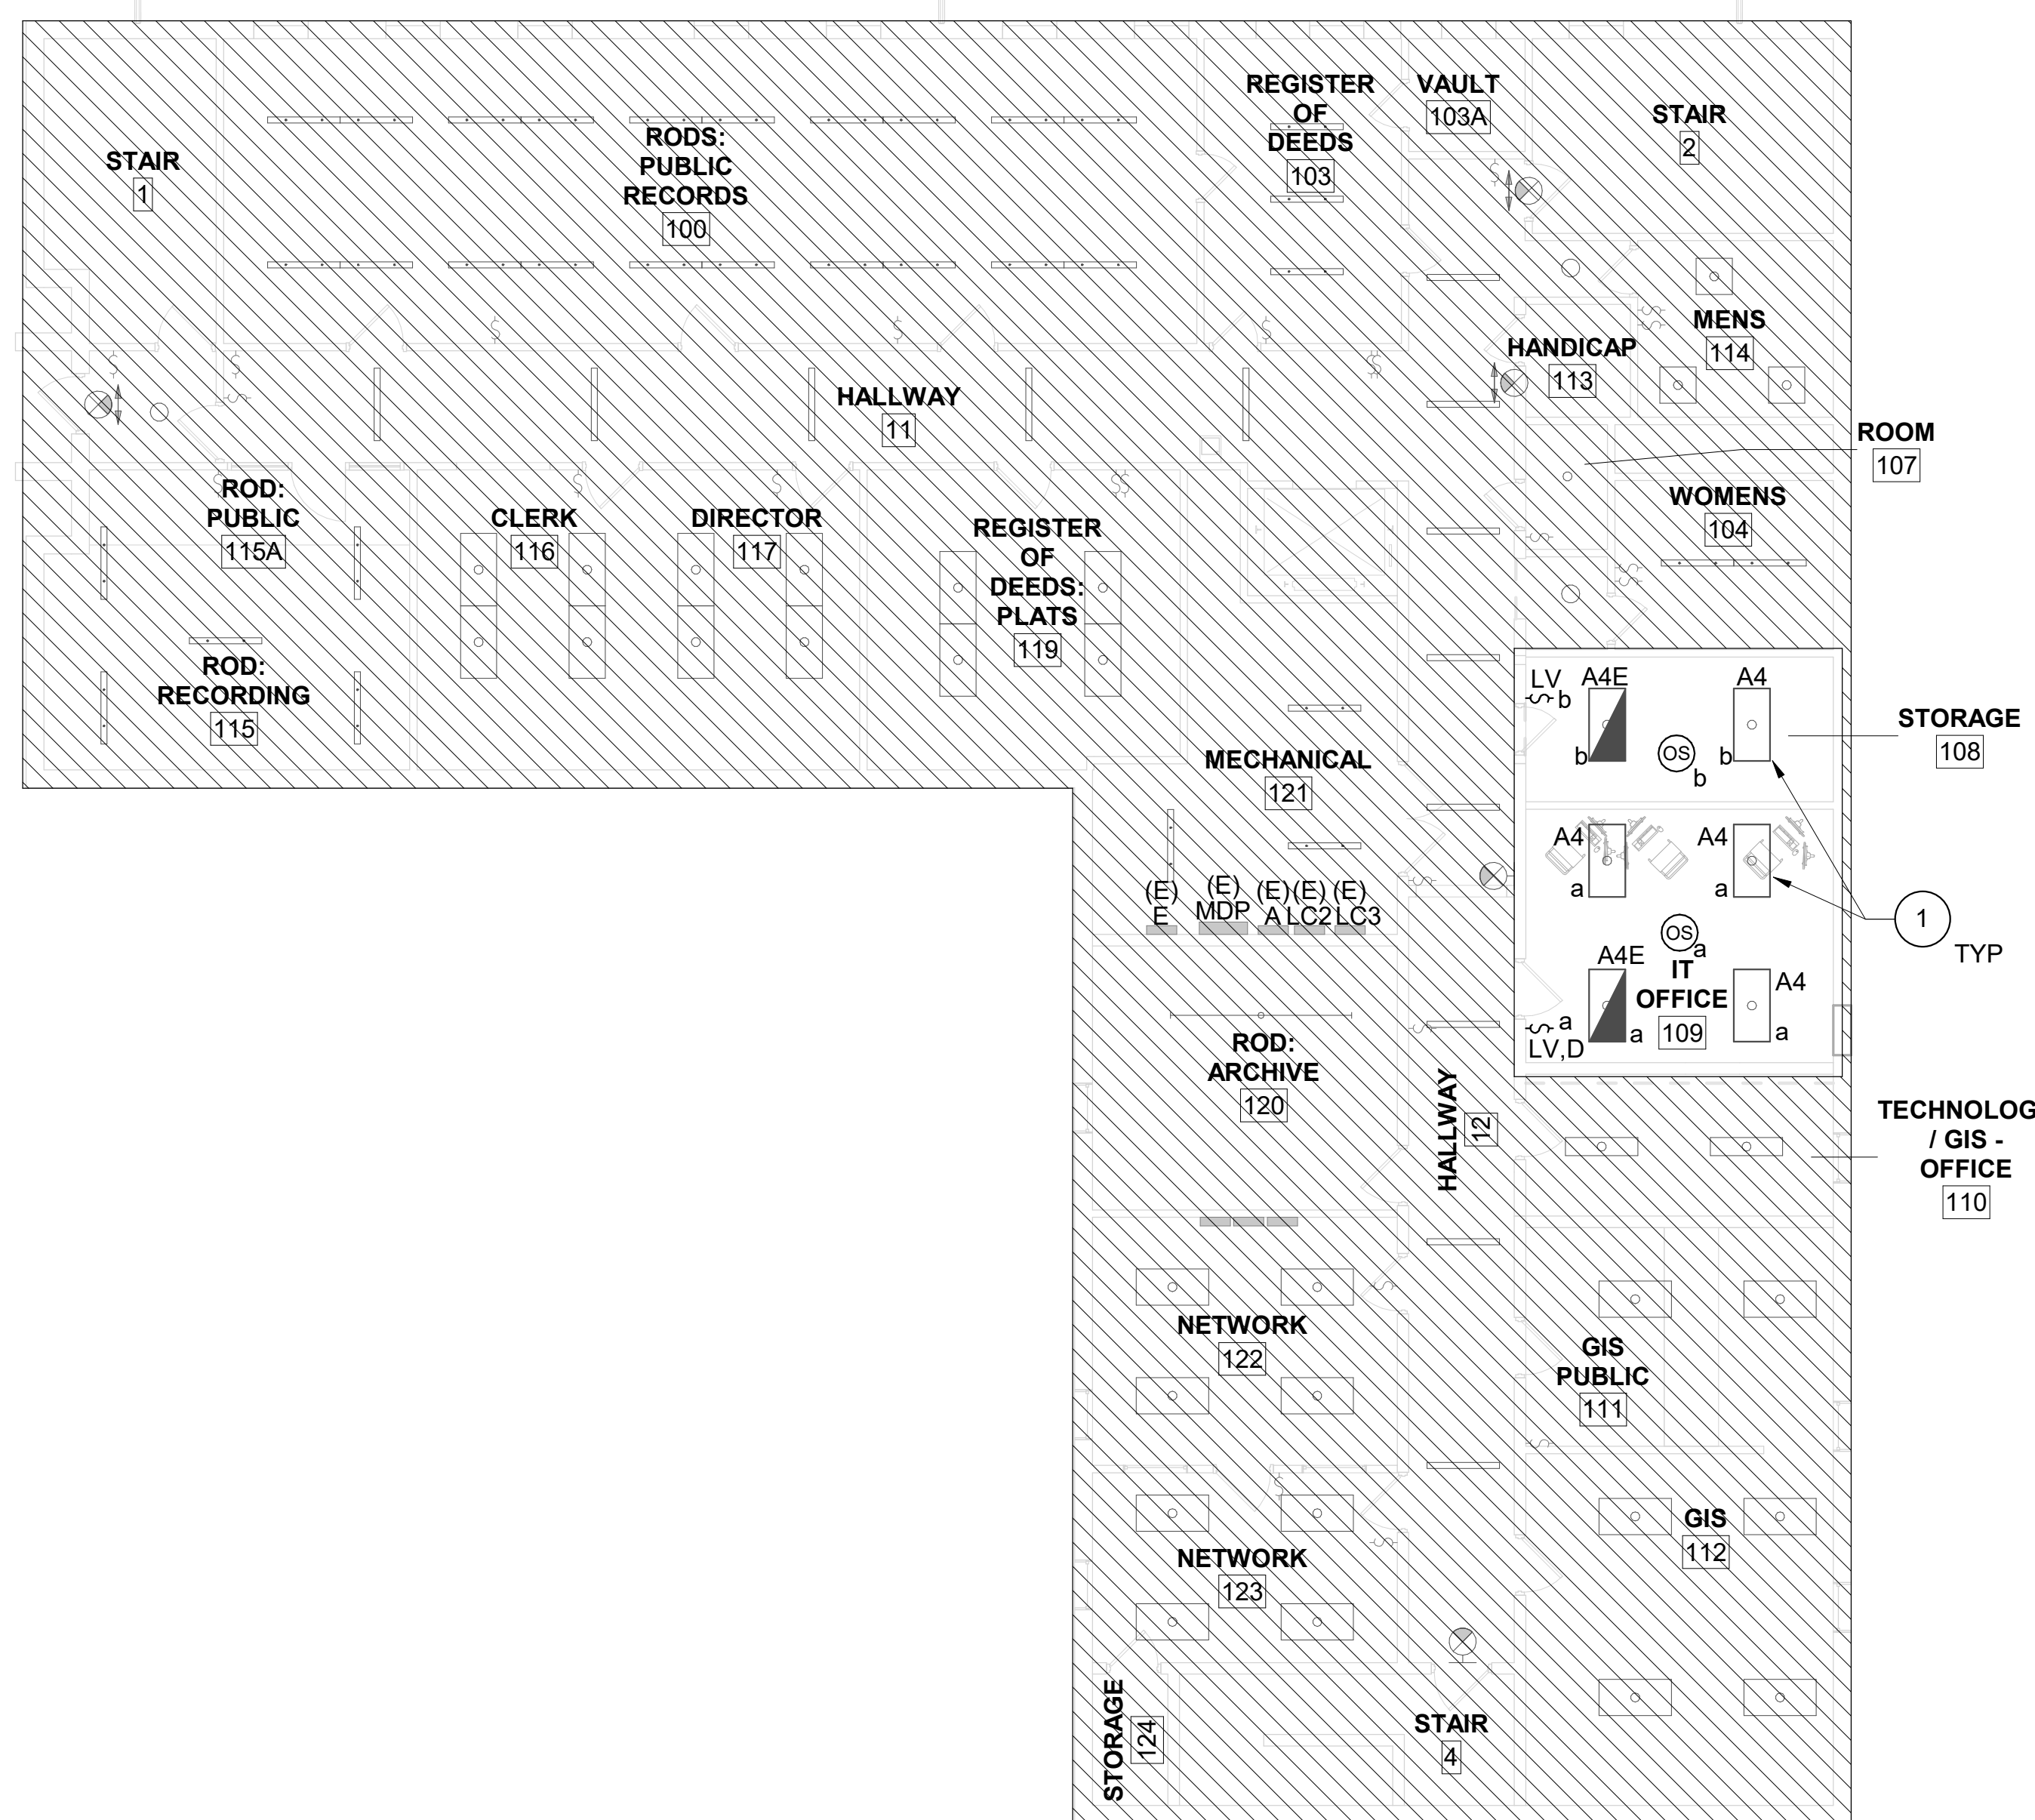 STAIR
1
RODS:
PUBLIC
RECORDS
100
REGISTER
OF
DEEDS
103
VAULT
103A
STAIR
2
MENS
114
HANDICAP
113
HALLWAY
11
ROOM
107
ROD:
PUBLIC
115A
CLERK
116
DIRECTOR
117
REGISTER
OF
DEEDS:
PLATS
119
WOMENS
104
ROD:
RECORDING
115
LV
b
A4E
b
A4
b
OS
b
STORAGE
108
MECHANICAL
121
A4
a
A4
a
(E)
E
(E)
MDP
(E)
A
(E)
LC2
(E)
LC3
1
TYP
OS
a
A4E
a
IT
OFFICE
109
A4
a
a
LV,D
ROD:
ARCHIVE
120
HALLWAY
12
TECHNOLOG
/ GIS -
OFFICE
110
NETWORK
122
GIS
PUBLIC
111
GIS
112
NETWORK
123
STORAGE
124
STAIR
4